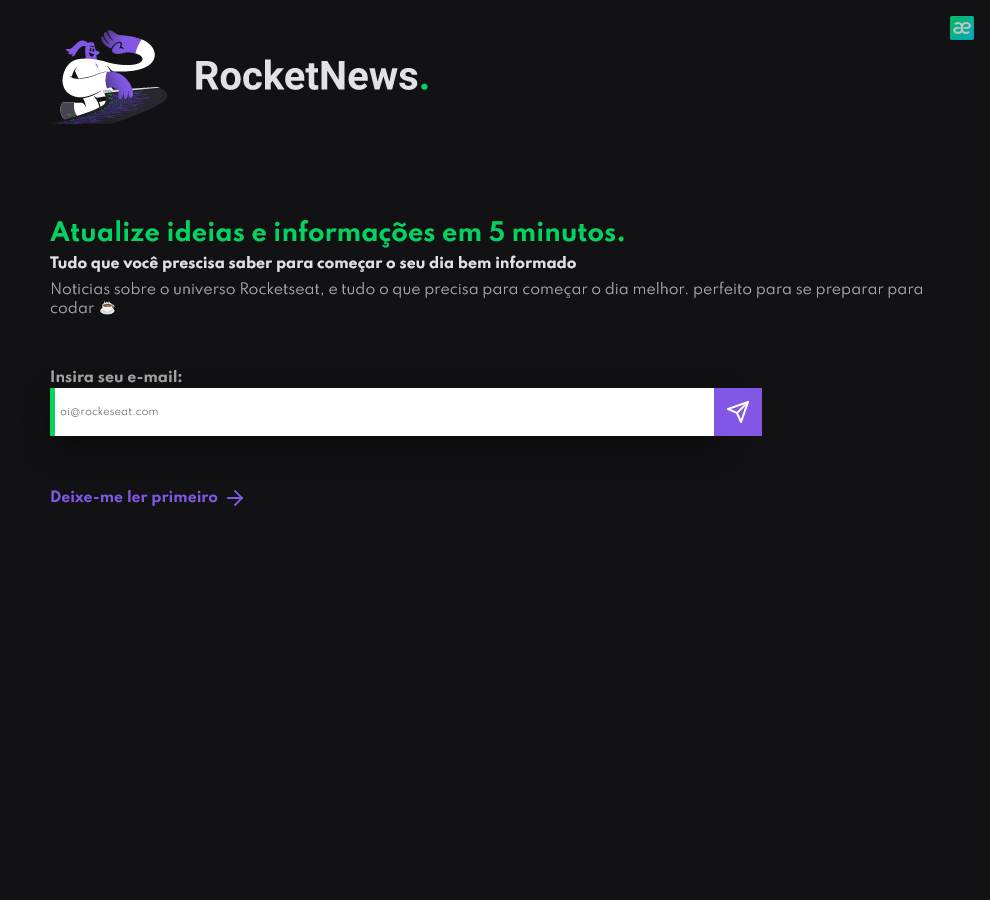 æ
RocketNews.
Atualize ideias e informações em 5 minutos.
Tudo que você prescisa saber para começar o seu dia bem informado
Noticias sobre o universo Rocketseat, e tudo o que precisa para começar o dia melhor. perfeito para se preparar para
codar ☕
Insira seu e-mail:
oi@rockeseat.com
Deixe-me ler primeiro →